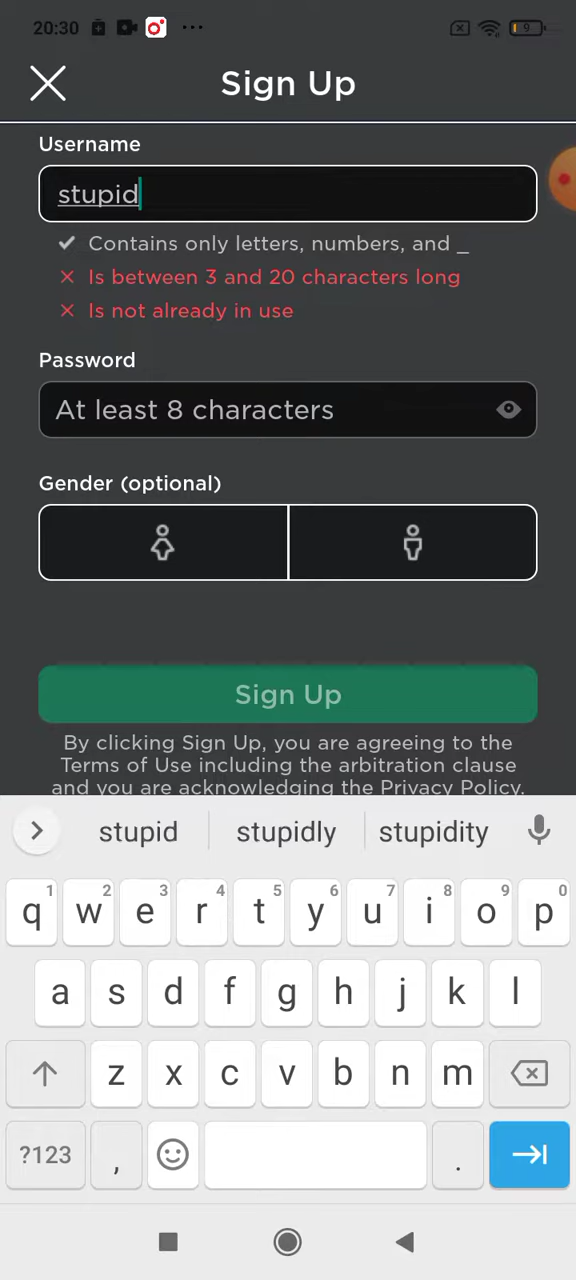 20:30 9
Sign Up
Username
stupid
Contains only letters, numbers, and _
Is between 3 and 20 characters long
Is not already in use
Password
At least 8 characters
Gender (optional)
Sign Up
By clicking Sign Up, you are agreeing to the
Terms of Use including the arbitration clause
and you are acknowledging the Privacy Policy.
stupid stupidly stupidity
1 2 3 4 5 6 7 8 9 0
q w e r t y u i o p
a s d f g h j k l
z x c v b n m
?123 , .